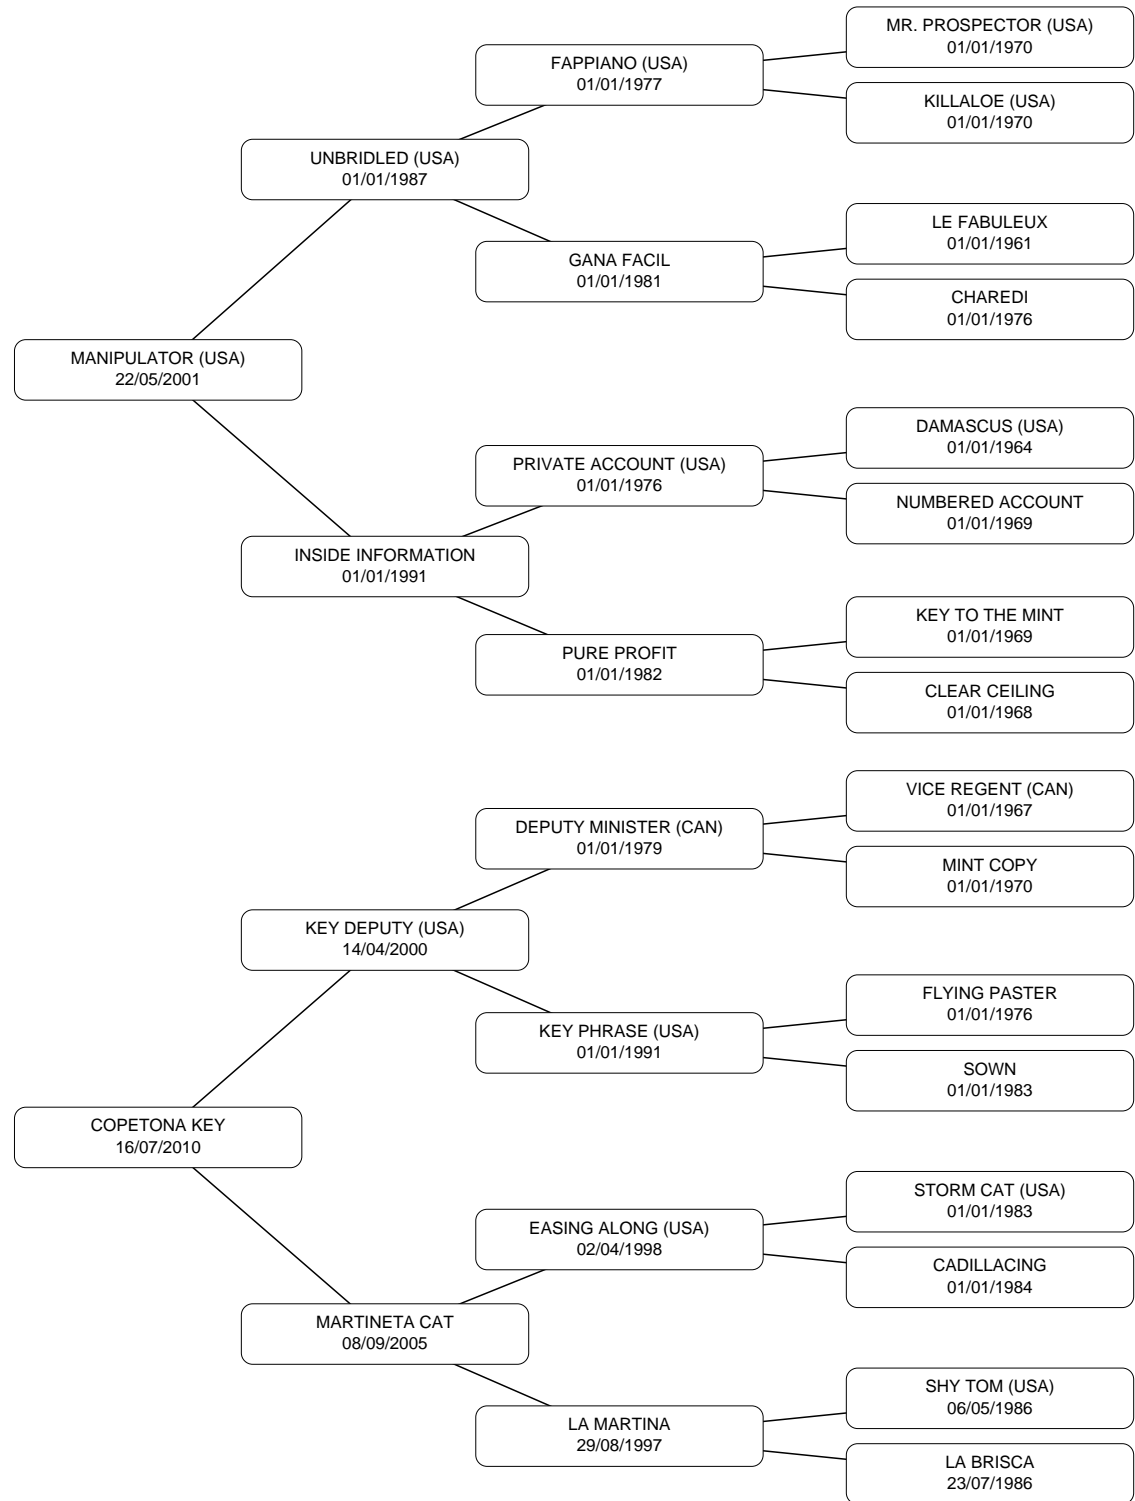 MR. PROSPECTOR (USA)
01/01/1970
FAPPIANO (USA)
01/01/1977
KILLALOE (USA)
01/01/1970
UNBRIDLED (USA)
01/01/1987
LE FABULEUX
01/01/1961
GANA FACIL
01/01/1981
CHAREDI
01/01/1976
MANIPULATOR (USA)
22/05/2001
DAMASCUS (USA)
01/01/1964
PRIVATE ACCOUNT (USA)
01/01/1976
NUMBERED ACCOUNT
01/01/1969
INSIDE INFORMATION
01/01/1991
KEY TO THE MINT
01/01/1969
PURE PROFIT
01/01/1982
CLEAR CEILING
01/01/1968
VICE REGENT (CAN)
01/01/1967
DEPUTY MINISTER (CAN)
01/01/1979
MINT COPY
01/01/1970
KEY DEPUTY (USA)
14/04/2000
FLYING PASTER
01/01/1976
KEY PHRASE (USA)
01/01/1991
SOWN
01/01/1983
COPETONA KEY
16/07/2010
STORM CAT (USA)
01/01/1983
EASING ALONG (USA)
02/04/1998
CADILLACING
01/01/1984
MARTINETA CAT
08/09/2005
SHY TOM (USA)
06/05/1986
LA MARTINA
29/08/1997
LA BRISCA
23/07/1986